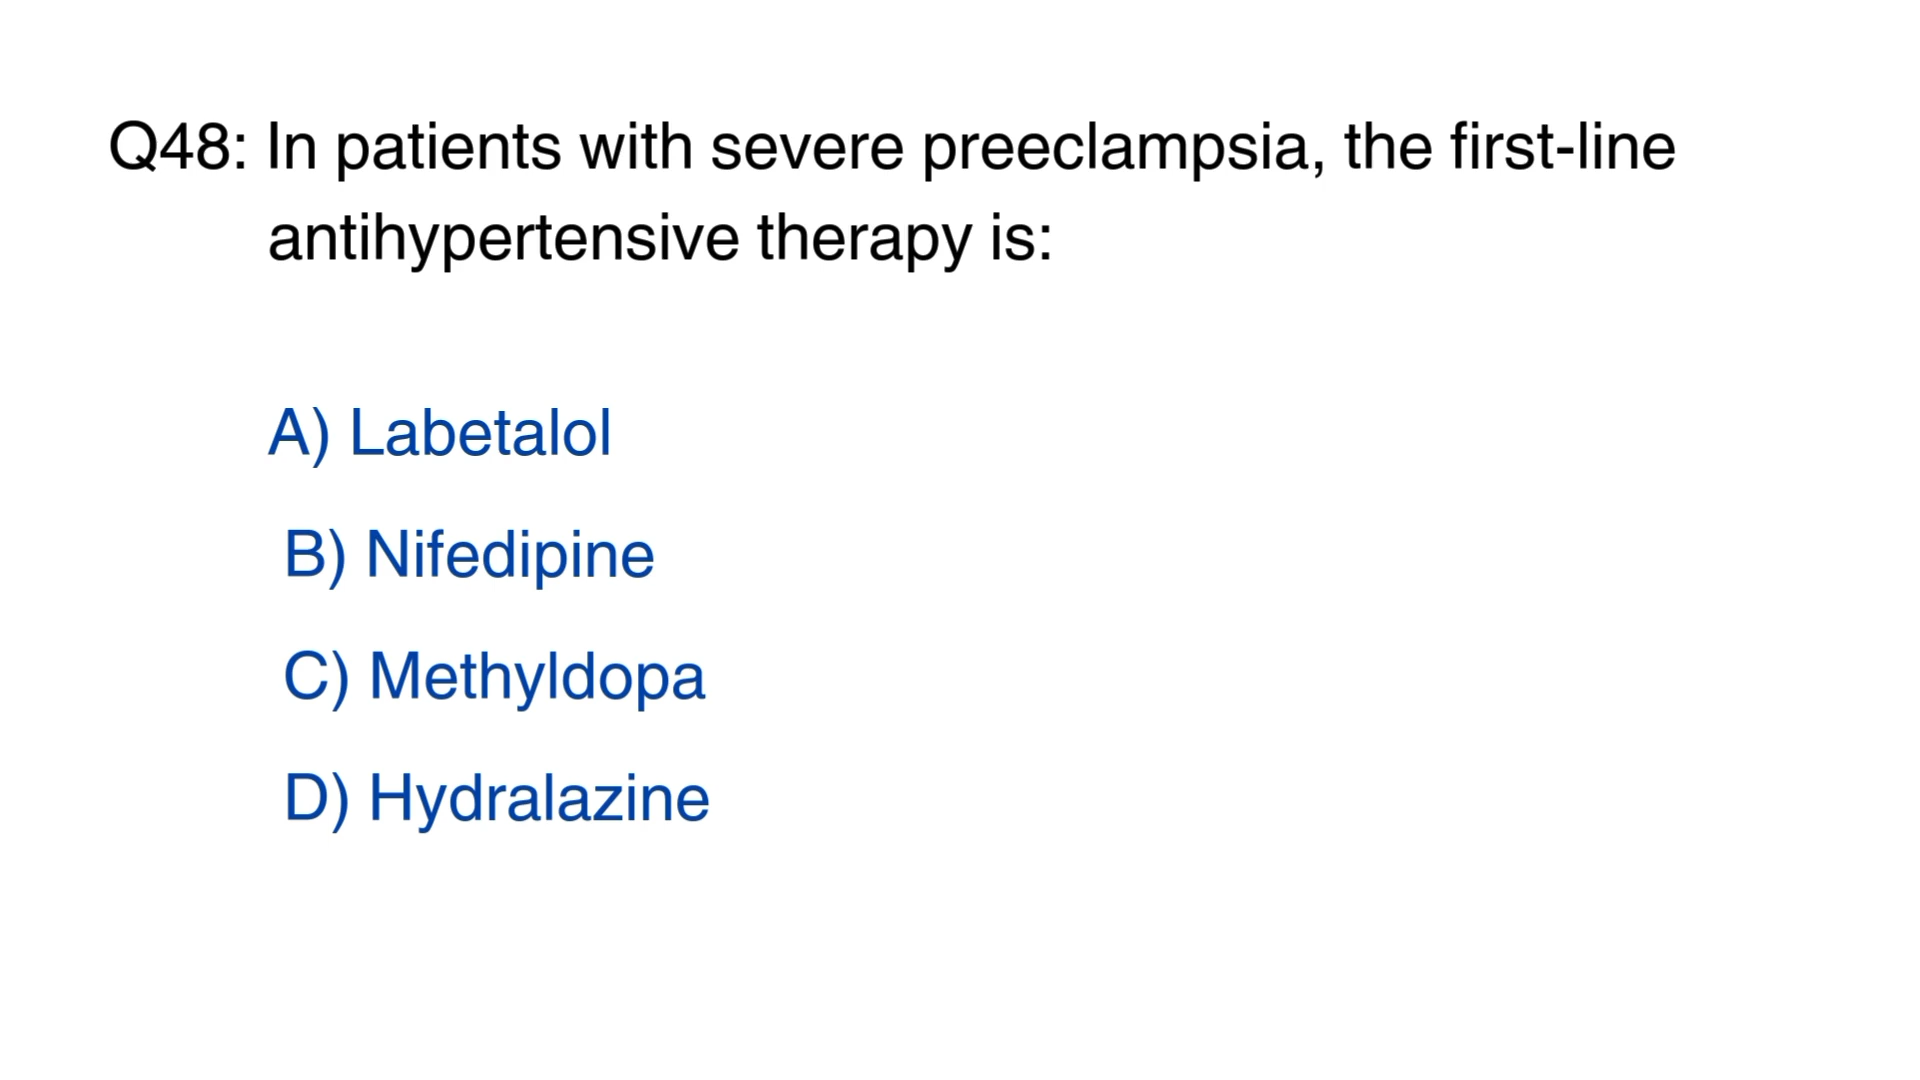 Q48: In patients with severe preeclampsia, the first-line
antihypertensive therapy is:
A) Labetalol
B) Nifedipine
C) Methyldopa
D) Hydralazine